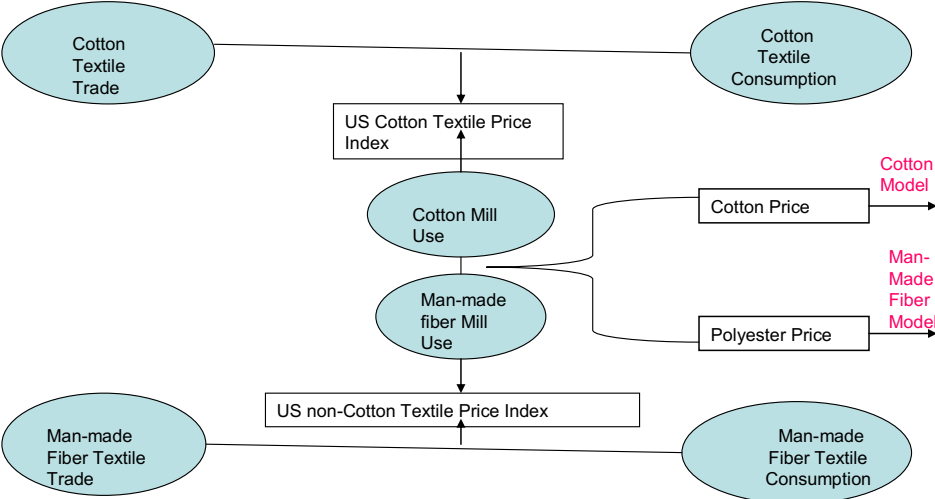 Cotton
Textile
Trade
Cotton
Textile
Consumption
US Cotton Textile Price
Index
Cotton
Model
Cotton Mill
Use
Cotton Price
Man-
Made
Fiber
Model
Man-made
fiber Mill
Use
Polyester Price
US non-Cotton Textile Price Index
Man-made
Fiber Textile
Trade
Man-made
Fiber Textile
Consumption